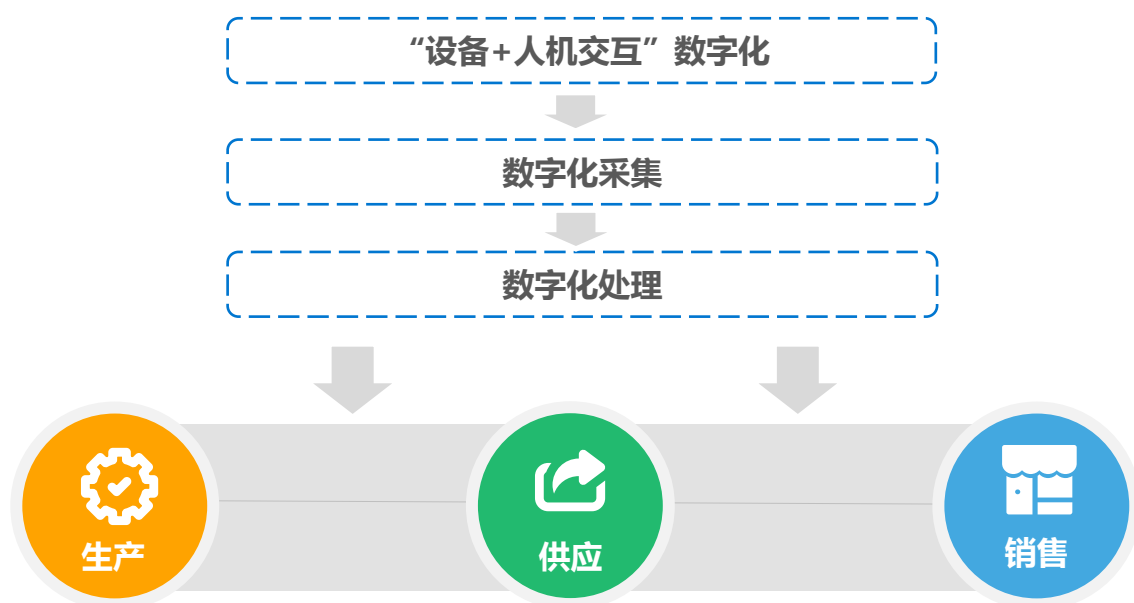 “设备+人机交互”数字化
数字化采集
数字化处理
生产
供应
销售